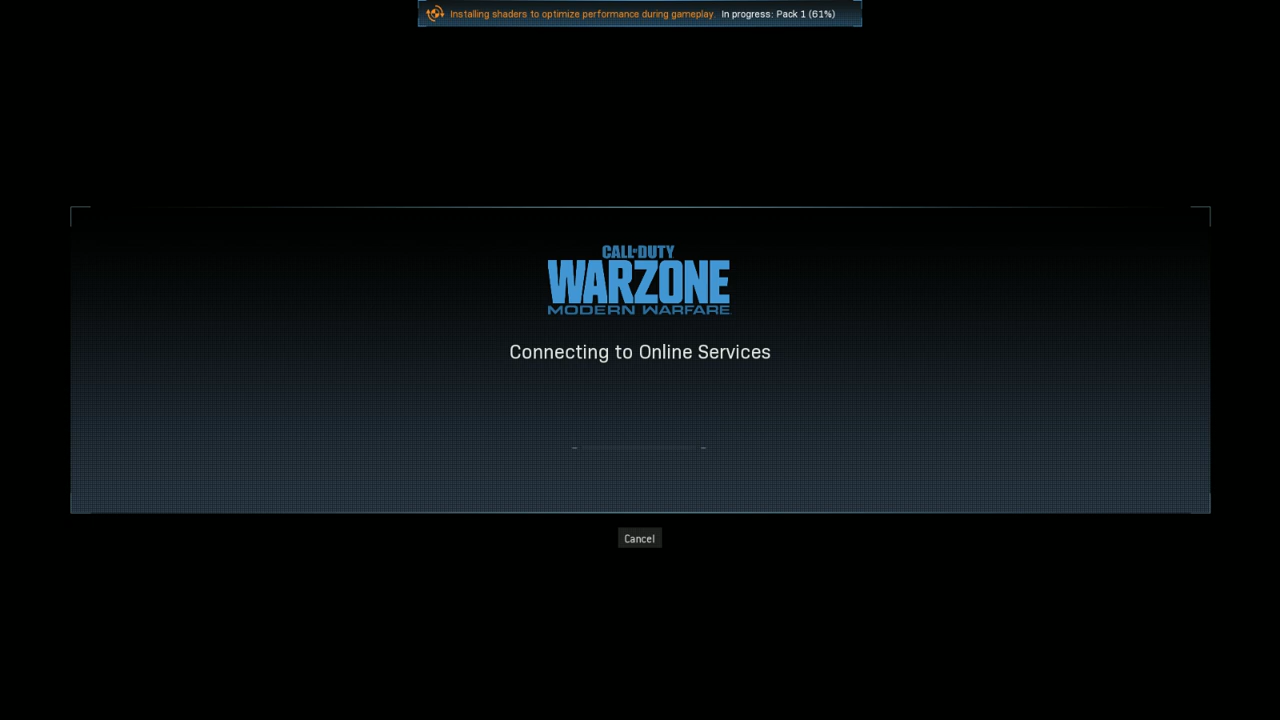 Installing shaders to optimize performance during gameplay. In progress: Pack 1 (61%)
CALL OF DUTY
WARZONE
MODERN WARFARE
Connecting to Online Services
Cancel